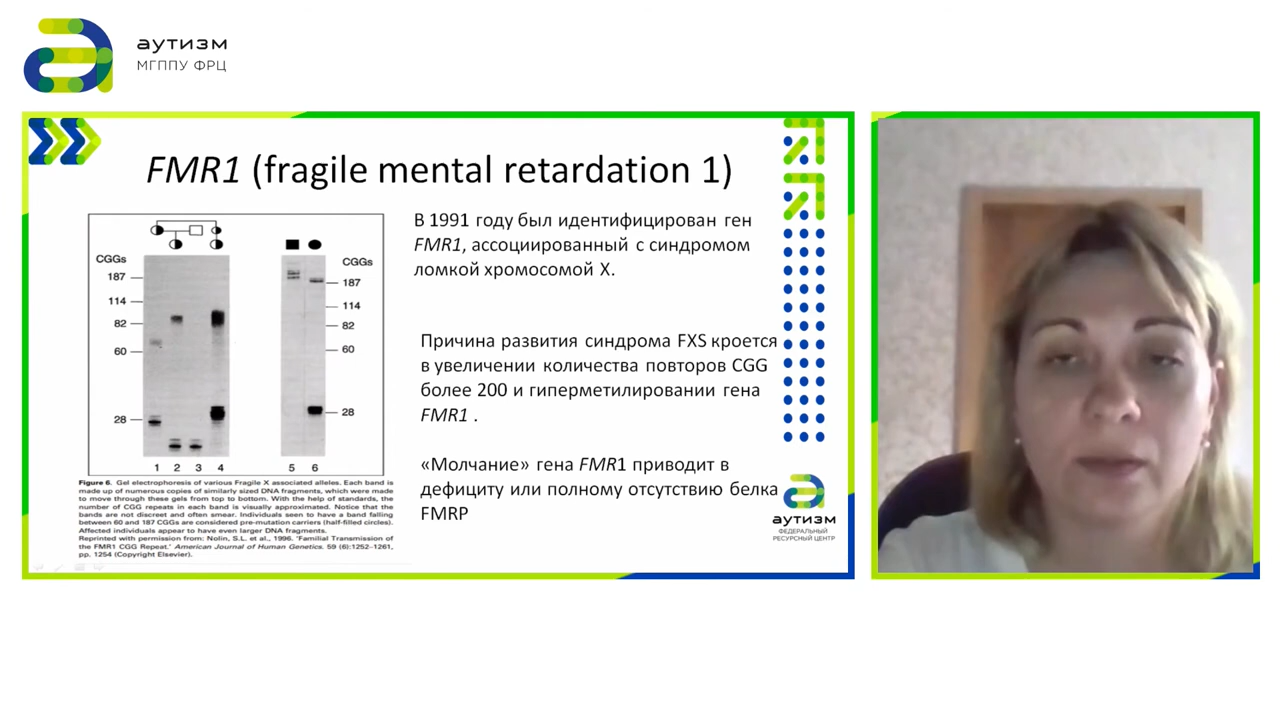 аутизм
МГППУ ФРЦ
FMR1 (fragile mental retardation 1)
CGGs
187
114
82
60
28
1 2 3 4
CGGs
187
114
82
60
28
5 6
Figure 6. Gel electrophoresis of various Fragile X associated alleles. Each band is
made up of numerous copies of similarly sized DNA fragments, which were made
to move through these gels from top to bottom. With the help of standards, the
number of CGG repeats in each band is visually approximated. Notice that the
bands are not discreet and often smear. Individuals seen to have a band falling
between 60 and 187 CGGs are considered pre-mutation carriers (half-filled circles).
Affected individuals appear to have even larger DNA fragments.
Reprinted with permission from: Nolin, S.L. et al., 1996. 'Familial Transmission of
the FMR1 CGG Repeat.' American Journal of Human Genetics. 59 (6):1252–1261,
pp. 1254 (Copyright Elsevier).
В 1991 году был идентифицирован ген
FMR1, ассоциированный с синдромом
ломкой хромосомой X.
Причина развития синдрома FXS кроется
в увеличении количества повторов CGG
более 200 и гиперметилировании гена
FMR1 .
«Молчание» гена FMR1 приводит в
дефициту или полному отсутствию белка
FMRP
аутизм
ФЕДЕРАЛЬНЫЙ
РЕСУРСНЫЙ ЦЕНТР